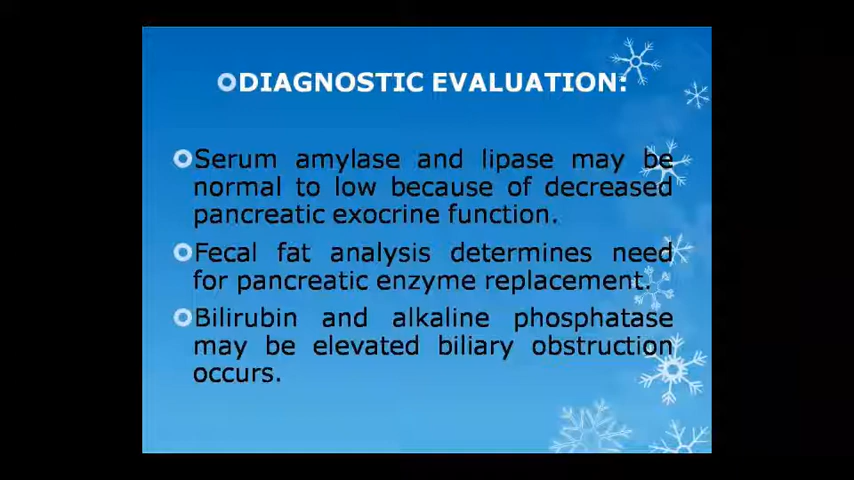 DIAGNOSTIC EVALUATION:
Serum amylase and lipase may be
normal to low because of decreased
pancreatic exocrine function.
Fecal fat analysis determines need
for pancreatic enzyme replacement.
Bilirubin and alkaline phosphatase
may be elevated biliary obstruction
occurs.